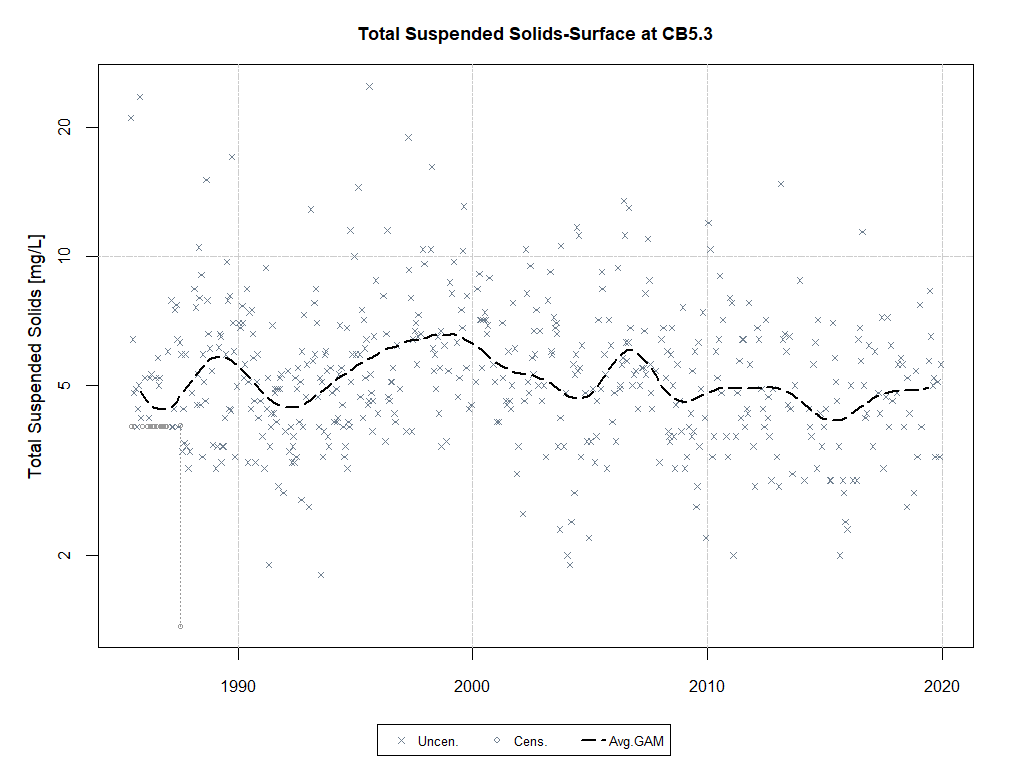 Total Suspended Solids-Surface at CB5.3
Total Suspended Solids [mg/L]
20
10
5
2
1990
2000
2010
2020
Uncen.
Cens.
Avg.GAM